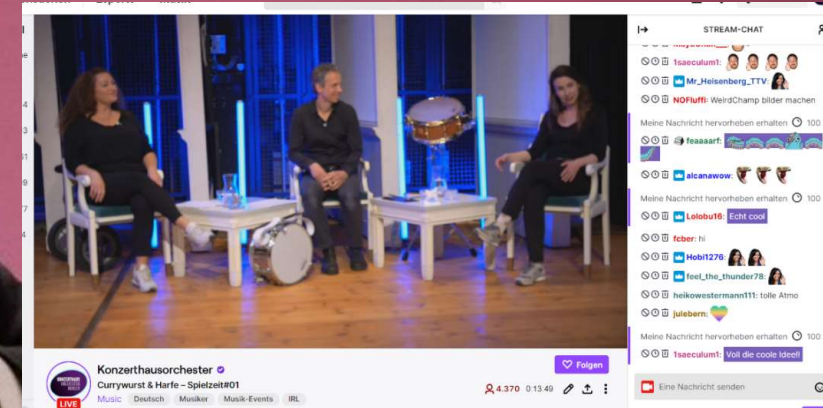 STREAM-CHAT
1saeculum1:
Mr_Heisenberg_TTV:
NOFluffi: WeirdChamp bilder machen
Meine Nachricht hervorheben erhalten 100
feaaaarf:
alcanawow:
Meine Nachricht hervorheben erhalten 100
Lolobu16: Echt cool
fcber: hi
Hobi1276:
feel_the_thunder78:
heikowestermann111: tolle Atmo
julebern:
Meine Nachricht hervorheben erhalten 100
1saeculum1: Voll die coole Idee!!
Eine Nachricht senden
Konzerthausorchester
Folgen
Currywurst & Harfe – Spielzeit#01
4.370 0:13:49
Music Deutsch Musiker Musik-Events IRL
LIVE